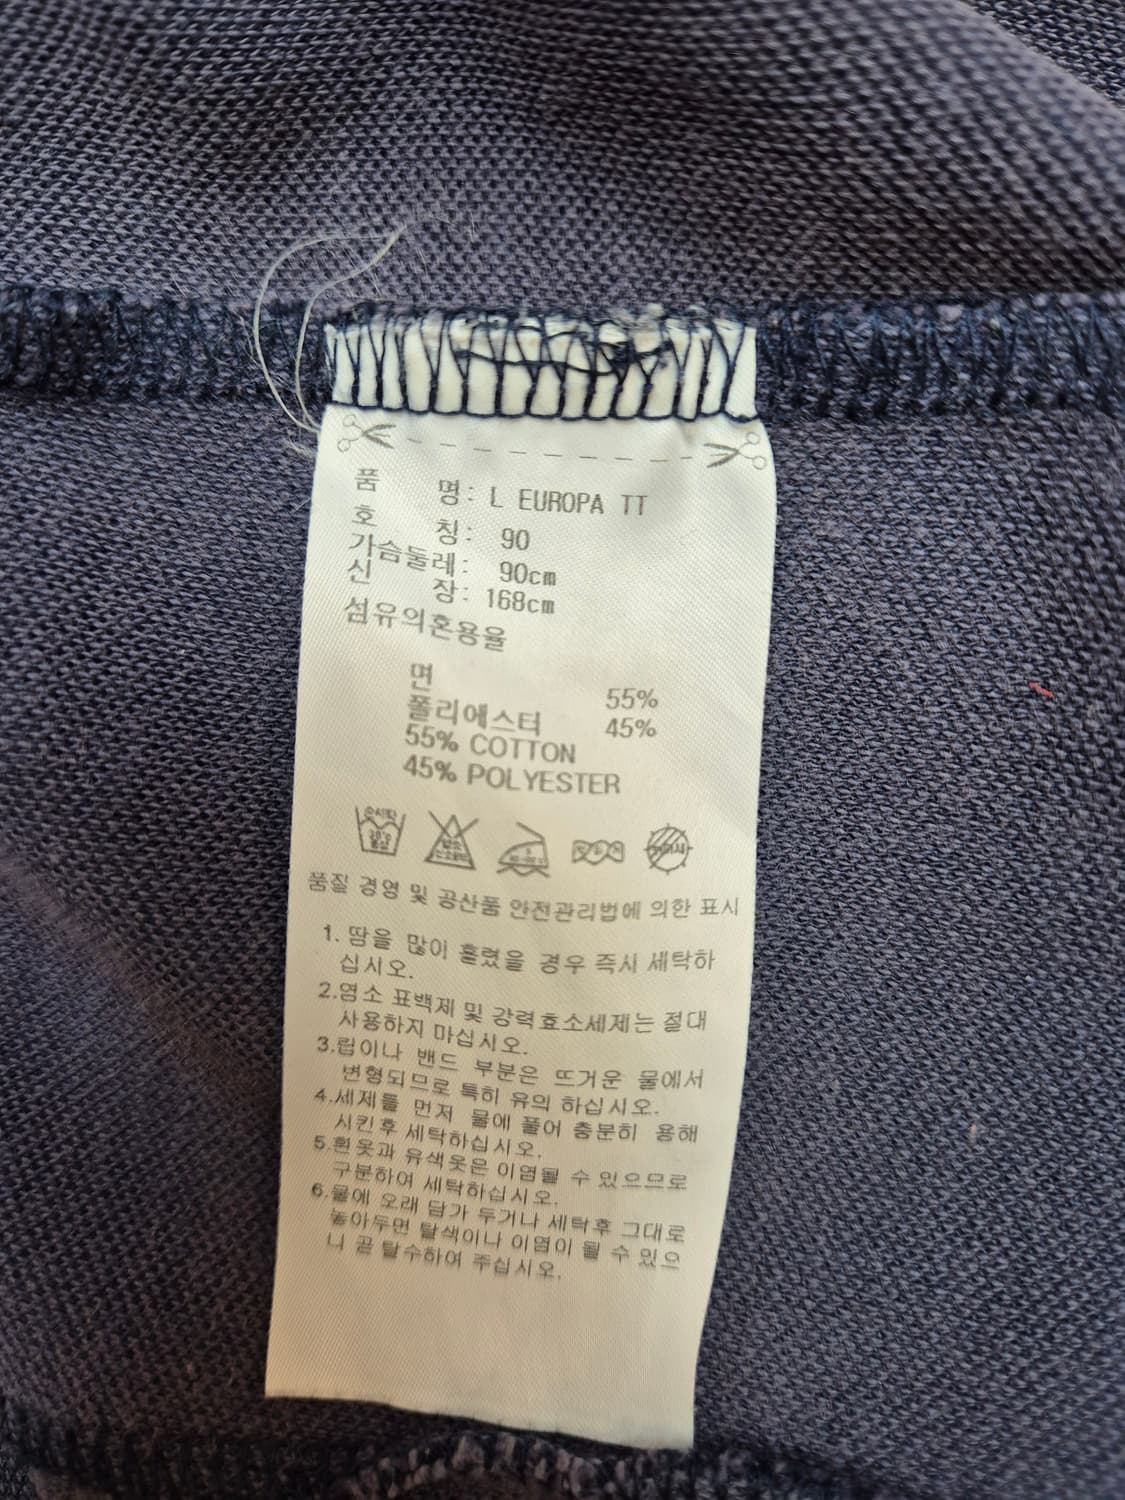 품 명: L EUROPA TT
호 칭: 90
가슴둘레: 90cm
신 장: 168cm
섬유의혼용율
면 55%
폴리에스터 45%
55% COTTON
45% POLYESTER
품질 경영 및 공산품 안전관리법에 의한 표시
1. 땀을 많이 흘렸을 경우 즉시 세탁하
십시오.
2.염소 표백제 및 강력효소세제는 절대
사용하지 마십시오.
3.립이나 밴드 부분은 뜨거운 물에서
변형되므로 특히 유의 하십시오.
4.세제를 먼저 물에 풀어 충분히 용해
시킨후 세탁하십시오.
5.흰옷과 유색옷은 이염될 수 있으므로
구분하여 세탁하십시오.
6.물에 오래 담가 두거나 세탁후 그대로
놓아두면 탈색이나 이염이 될 수 있으
니 곧 탈수하여 주십시오.